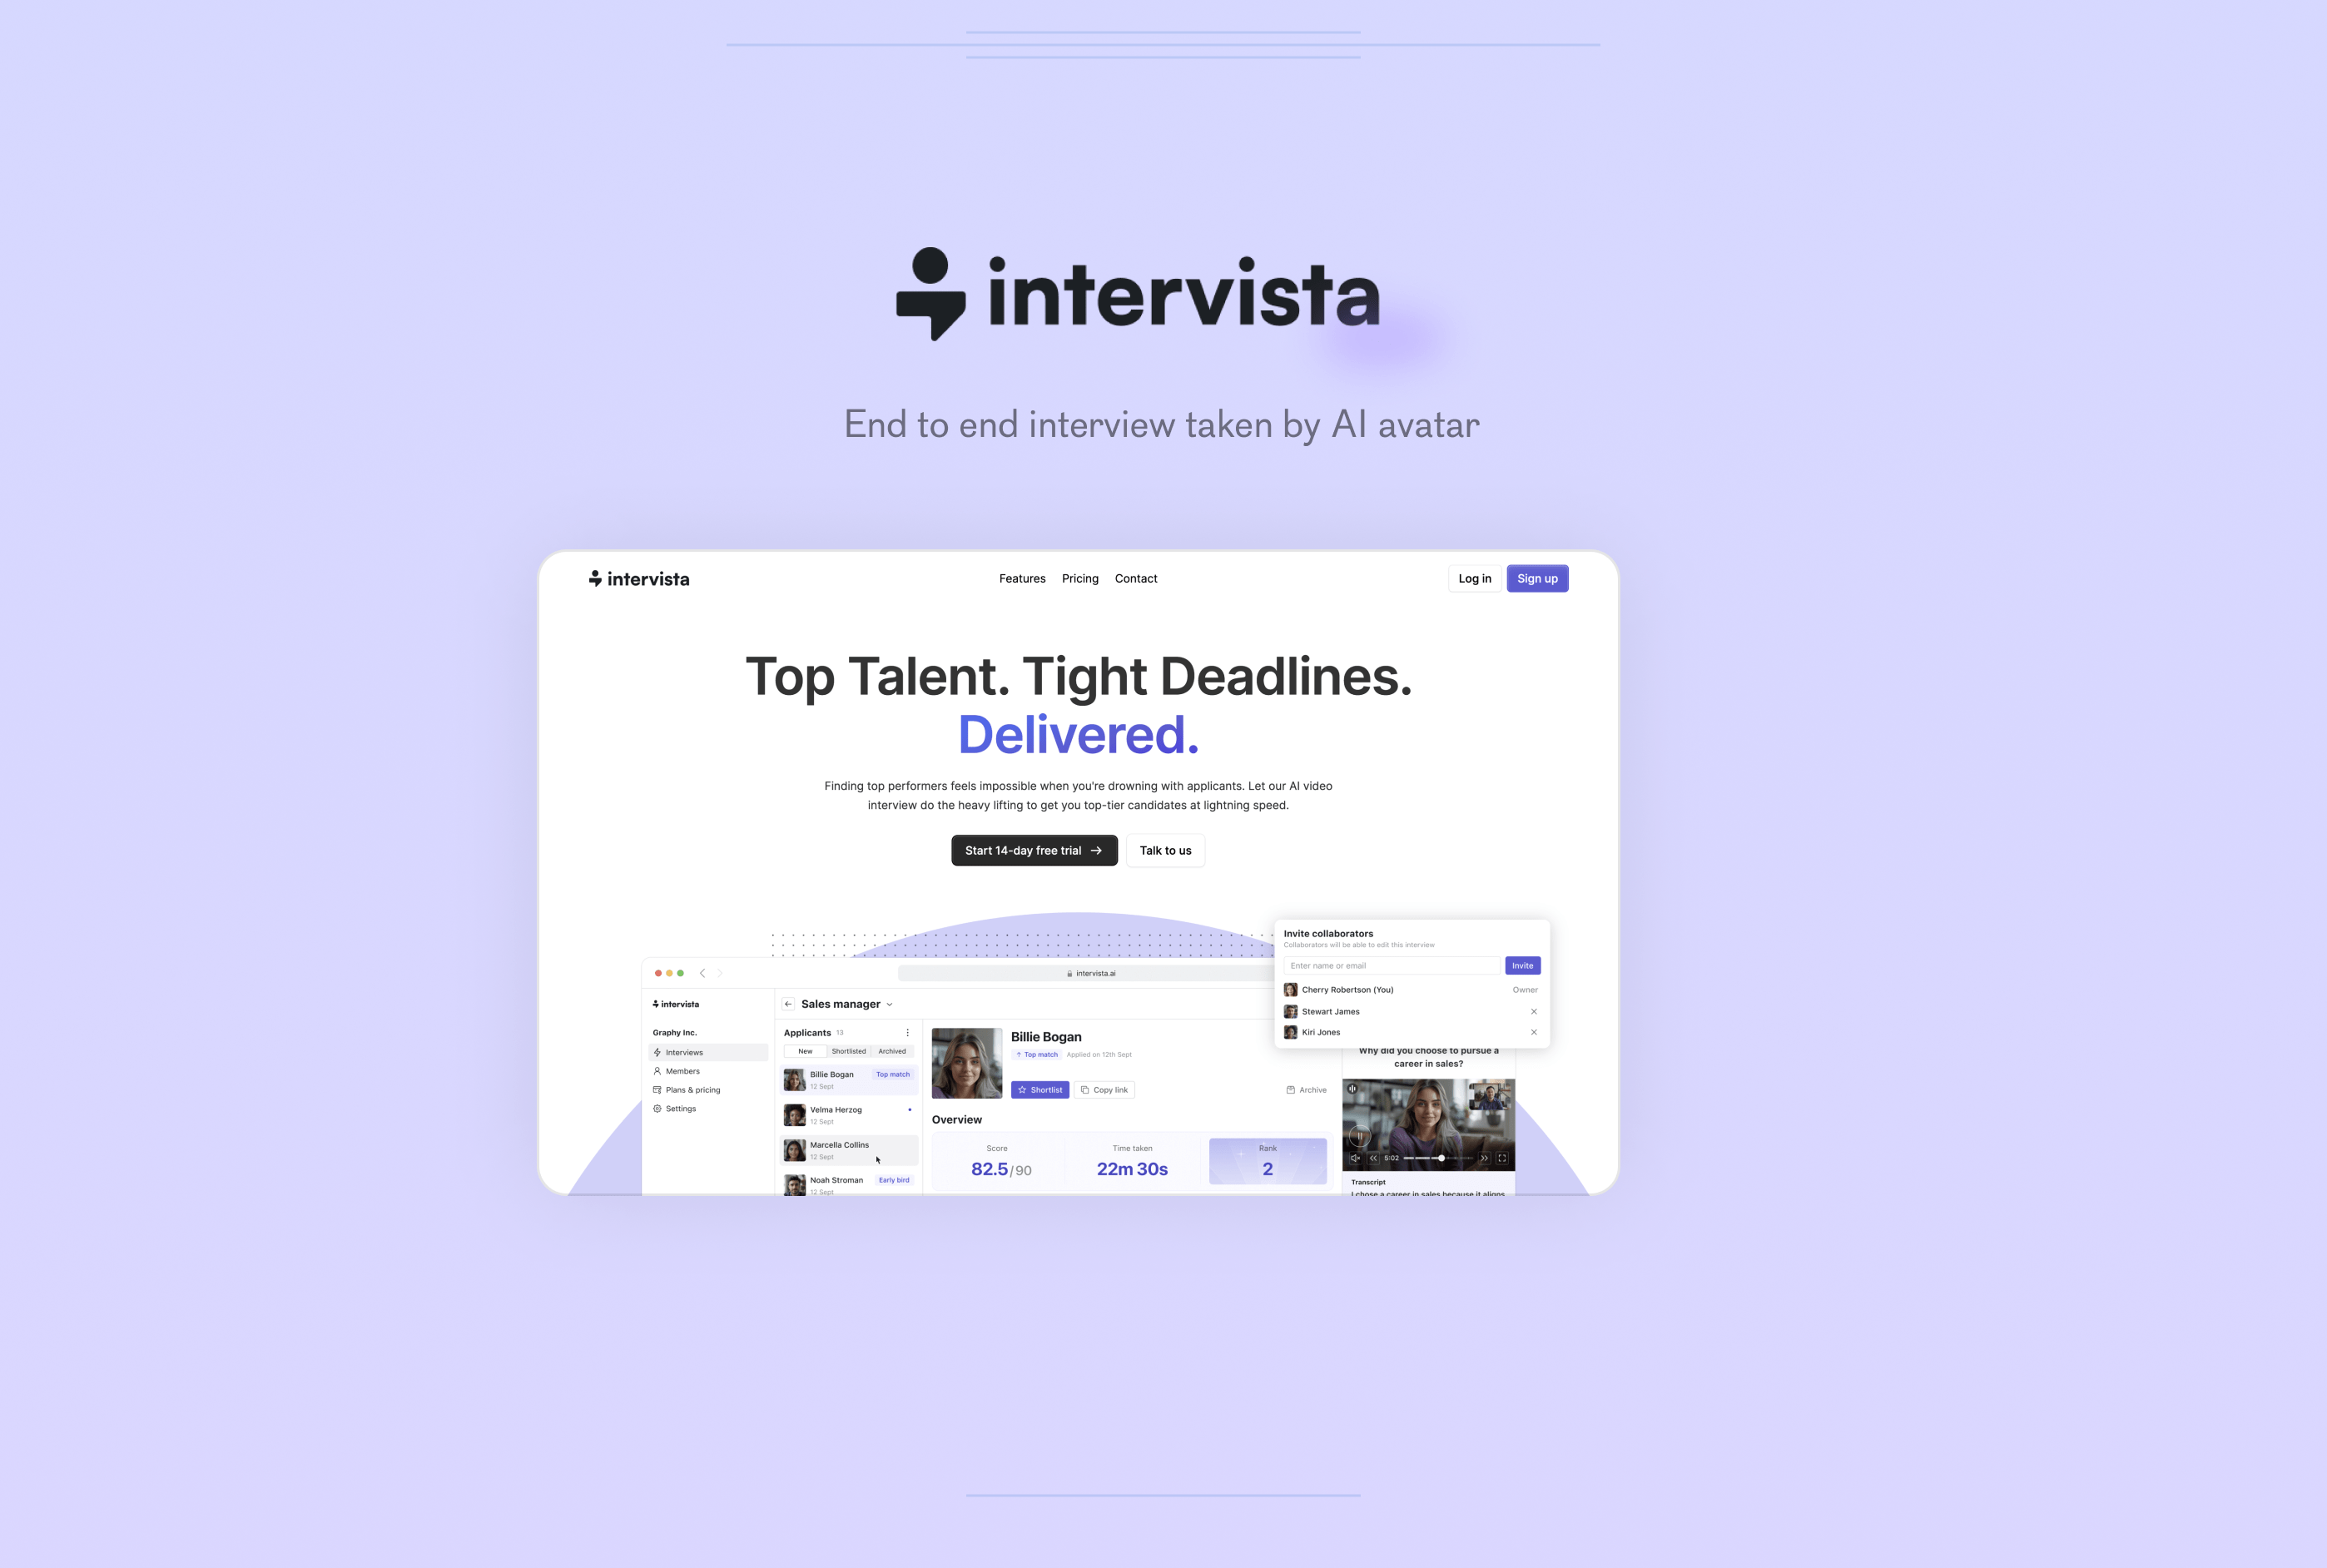 intervista
End to end interview taken by AI avatar
intervista
Features
Pricing
Contact
Log in
Sign up
Top Talent. Tight Deadlines.
Delivered.
Finding top performers feels impossible when you're drowning with applicants. Let our AI video
interview do the heavy lifting to get you top-tier candidates at lightning speed.
Start 14-day free trial →
Talk to us
intervista.ai
intervista
Graphy Inc.
Interviews
Members
Plans & pricing
Settings
Sales manager
Applicants 13
New
Shortlisted
Archived
Billie Bogan
Top match
12 Sept
Velma Herzog
12 Sept
Marcella Collins
12 Sept
Noah Stroman
Early bird
12 Sept
Billie Bogan
↑ Top match
Applied on 12th Sept
Shortlist
Copy link
Archive
Overview
Score
82.5/90
Time taken
22m 30s
Rank
2
Invite collaborators
Collaborators will be able to edit this interview
Enter name or email
Invite
Cherry Robertson (You)
Owner
Stewart James
Kiri Jones
Why did you choose to pursue a
career in sales?
5:02
Transcript
I chose a career in sales because it aligns